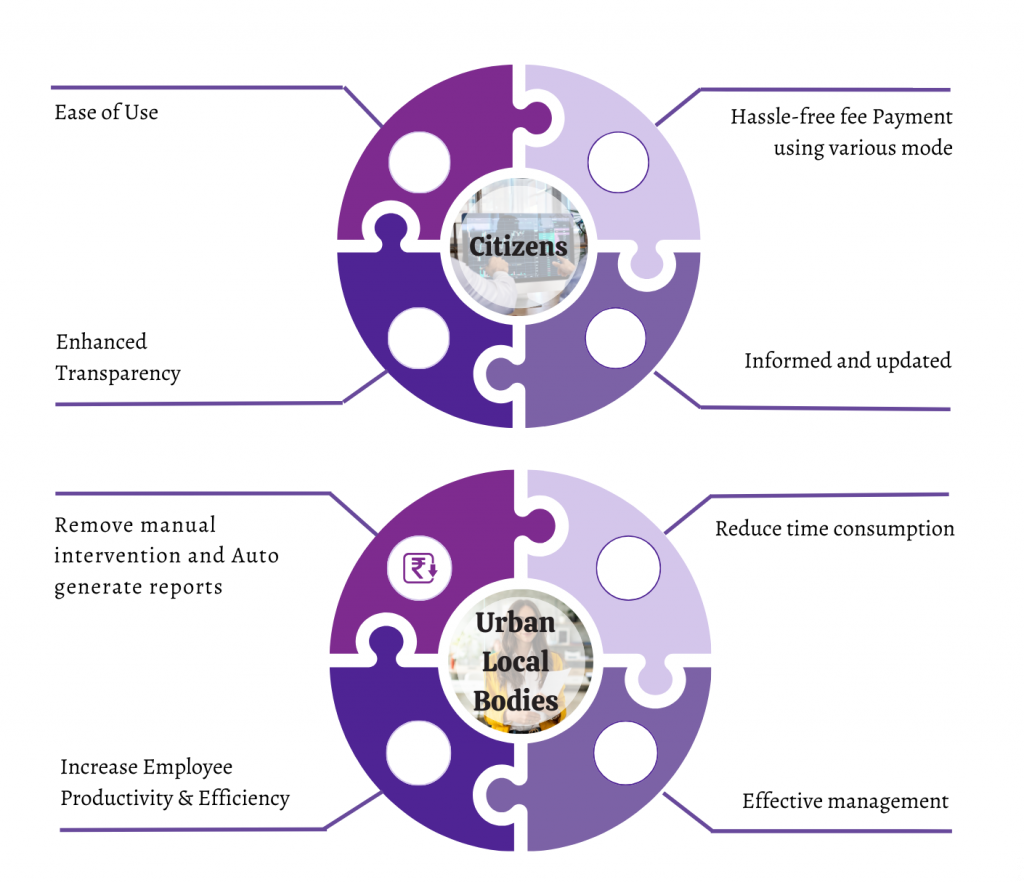 Ease of Use
Hassle-free fee Payment
using various mode
Citizens
Enhanced
Transparency
Informed and updated
Remove manual
intervention and Auto
generate reports
Reduce time consumption
₹
Urban
Local
Bodies
Increase Employee
Productivity & Efficiency
Effective management